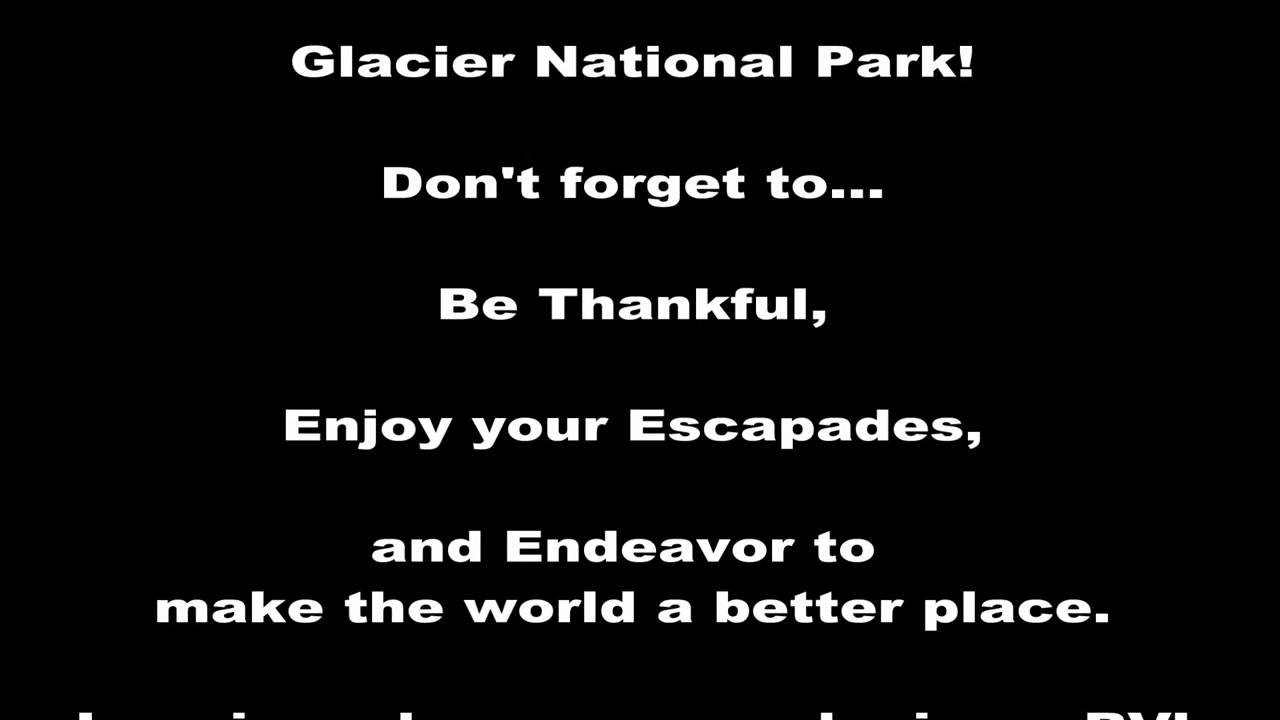 Glacier National Park!
Don't forget to...
Be Thankful,
Enjoy your Escapades,
and Endeavor to
make the world a better place.